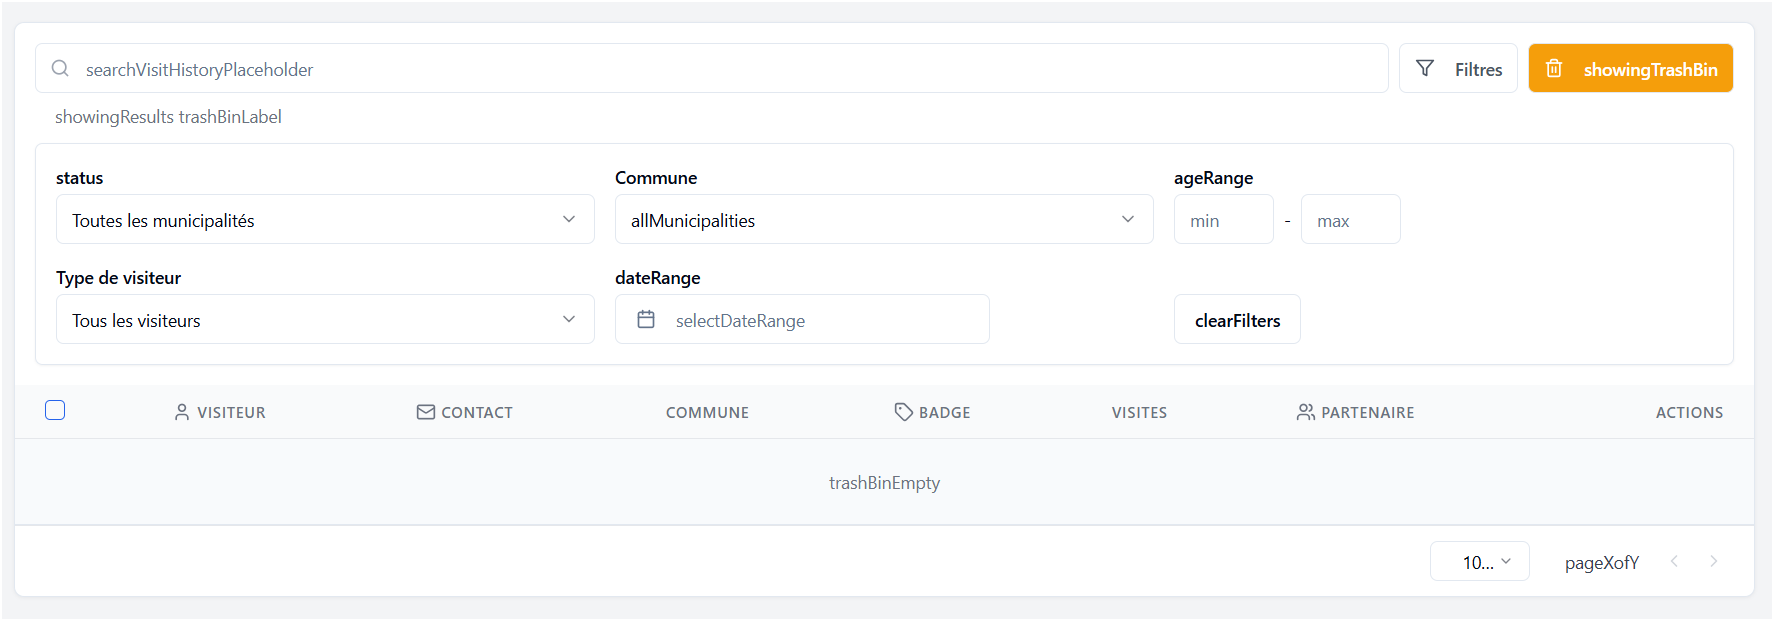 searchVisitHistoryPlaceholder Filtres showingTrashBin
showingResults trashBinLabel
status Commune ageRange
Toutes les municipalités allMunicipalities min - max
Type de visiteur dateRange
Tous les visiteurs selectDateRange clearFilters
VISITEUR CONTACT COMMUNE BADGE VISITES PARTENAIRE ACTIONS
trashBinEmpty
10... pageXofY